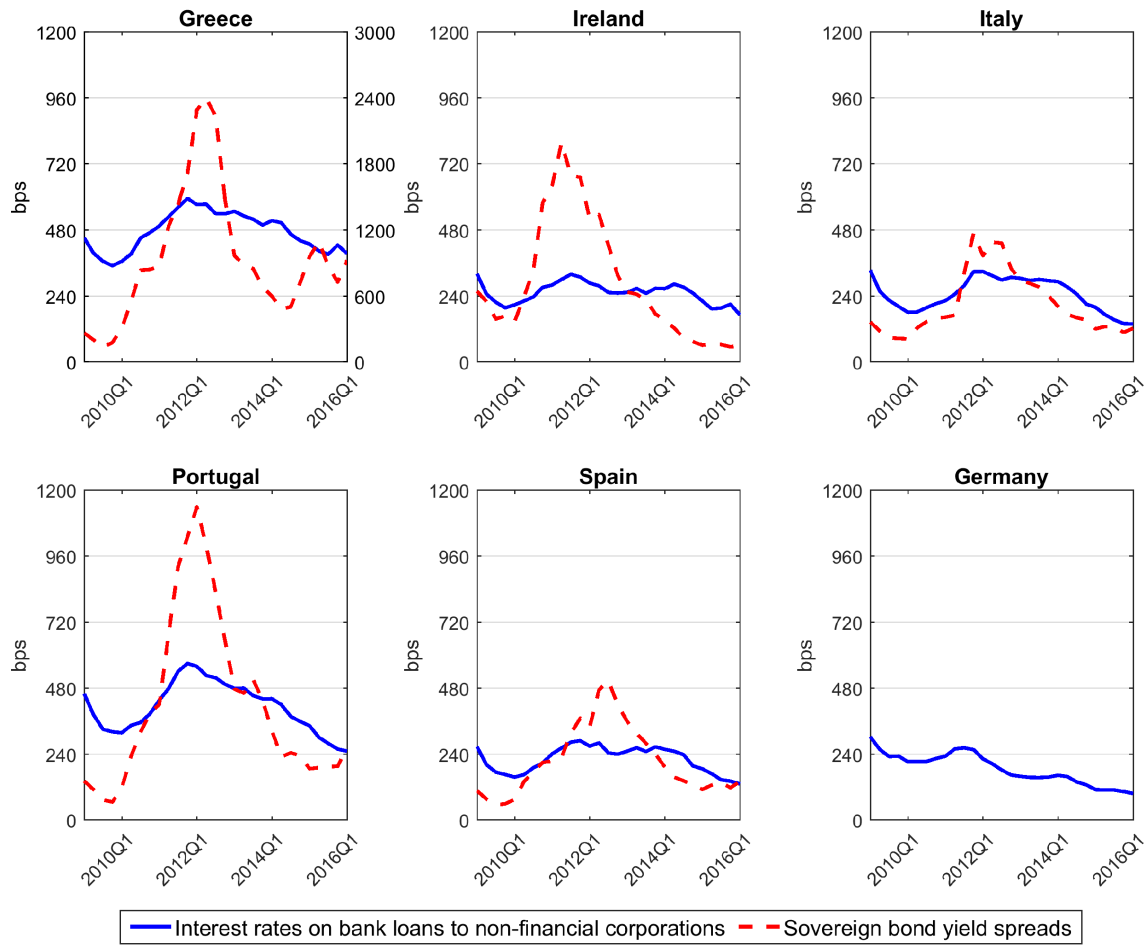 Greece
Ireland
Italy
1200
960
720
480
240
0
3000
2400
1800
1200
600
0
bps
2010Q1
2012Q1
2014Q1
2016Q1
1200
960
720
480
240
0
bps
2010Q1
2012Q1
2014Q1
2016Q1
1200
960
720
480
240
0
bps
2010Q1
2012Q1
2014Q1
2016Q1
Portugal
Spain
Germany
1200
960
720
480
240
0
bps
2010Q1
2012Q1
2014Q1
2016Q1
1200
960
720
480
240
0
bps
2010Q1
2012Q1
2014Q1
2016Q1
1200
960
720
480
240
0
bps
2010Q1
2012Q1
2014Q1
2016Q1
Interest rates on bank loans to non-financial corporations Sovereign bond yield spreads